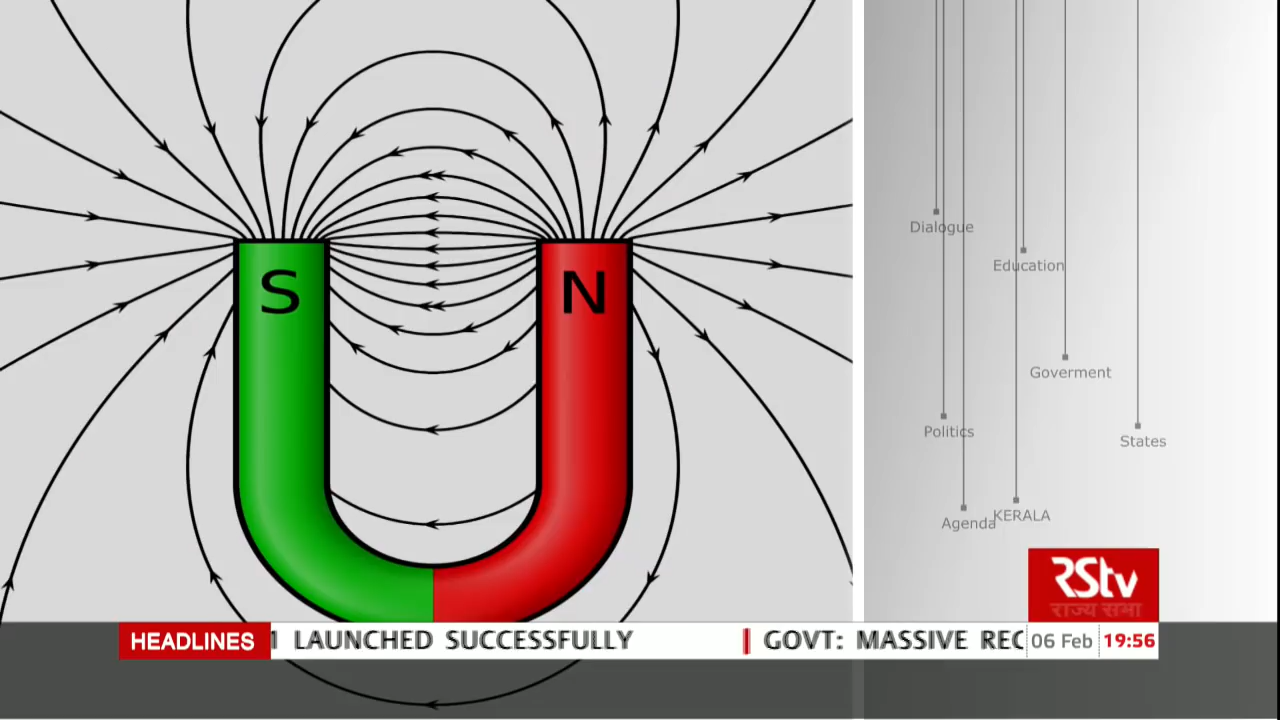 S
N
Dialogue
Education
Goverment
Politics
States
KERALA
Agenda
RStv
राज्य सभा
HEADLINES
1 LAUNCHED SUCCESSFULLY
GOVT: MASSIVE REC
06 Feb
19:56